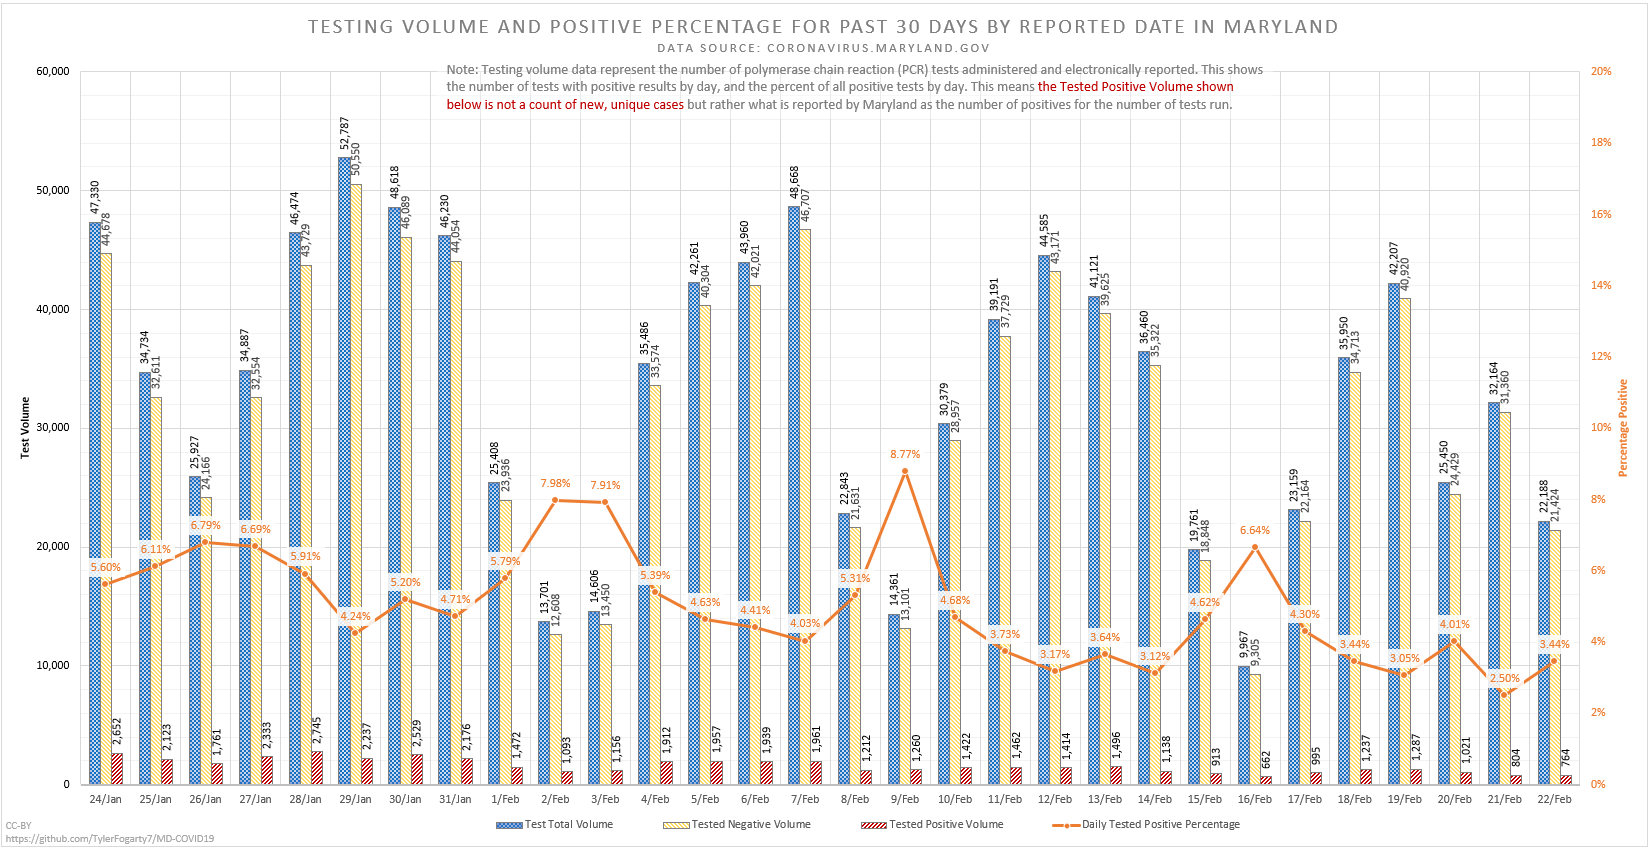 TESTING VOLUME AND POSITIVE PERCENTAGE FOR PAST 30 DAYS BY REPORTED DATE IN MARYLAND
DATA SOURCE: CORONAVIRUS.MARYLAND.GOV
Note: Testing volume data represent the number of polymerase chain reaction (PCR) tests administered and electronically reported. This shows
the number of tests with positive results by day, and the percent of all positive tests by day. This means the Tested Positive Volume shown
below is not a count of new, unique cases but rather what is reported by Maryland as the number of positives for the number of tests run.
Test Volume
60,000
50,000
40,000
30,000
20,000
10,000
0
47,330 44,678 5.60% 2,652
34,734 32,611 6.11% 2,123
25,927 24,166 6.79% 1,761
34,887 32,554 6.69% 2,333
46,474 43,729 5.91% 2,745
52,787 50,550 4.24% 2,237
48,618 46,089 5.20% 2,529
46,230 44,054 4.71% 2,176
25,408 23,936 5.79% 1,472
13,701 12,608 7.98% 1,093
14,606 13,450 7.91% 1,156
35,486 33,574 5.39% 1,912
42,261 40,304 4.63% 1,957
43,960 42,021 4.41% 1,939
48,668 46,707 4.03% 1,961
22,843 21,631 5.31% 1,212
14,361 13,101 8.77% 1,260
30,379 28,957 4.68% 1,422
39,191 37,729 3.73% 1,462
44,585 43,171 3.17% 1,414
41,121 39,625 3.64% 1,496
36,460 35,322 3.12% 1,138
19,761 18,848 4.62% 913
9,967 9,305 6.64% 662
23,159 22,164 4.30% 995
35,950 34,713 3.44% 1,237
42,207 40,920 3.05% 1,287
25,450 24,429 4.01% 1,021
32,164 31,360 2.50% 804
22,188 21,424 3.44% 764
20%
18%
16%
14%
12%
10%
8%
6%
4%
2%
0%
Percentage Positive
24/Jan 25/Jan 26/Jan 27/Jan 28/Jan 29/Jan 30/Jan 31/Jan 1/Feb 2/Feb 3/Feb 4/Feb 5/Feb 6/Feb 7/Feb 8/Feb 9/Feb 10/Feb 11/Feb 12/Feb 13/Feb 14/Feb 15/Feb 16/Feb 17/Feb 18/Feb 19/Feb 20/Feb 21/Feb 22/Feb
Test Total Volume Tested Negative Volume Tested Positive Volume Daily Tested Positive Percentage
CC-BY
https://github.com/TylerFogarty7/MD-COVID19